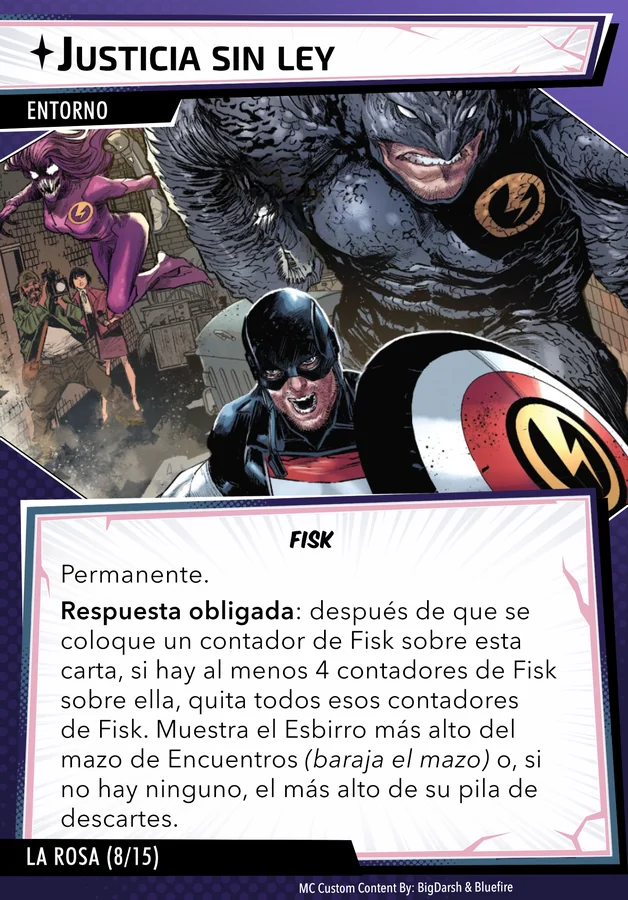 JUSTICIA SIN LEY
ENTORNO
FISK
Permanente.
Respuesta obligada: después de que se
coloque un contador de Fisk sobre esta
carta, si hay al menos 4 contadores de Fisk
sobre ella, quita todos esos contadores
de Fisk. Muestra el Esbirro más alto del
mazo de Encuentros (baraja el mazo) o, si
no hay ninguno, el más alto de su pila de
descartes.
LA ROSA (8/15)
MC Custom Content By: BigDarsh & Bluefire